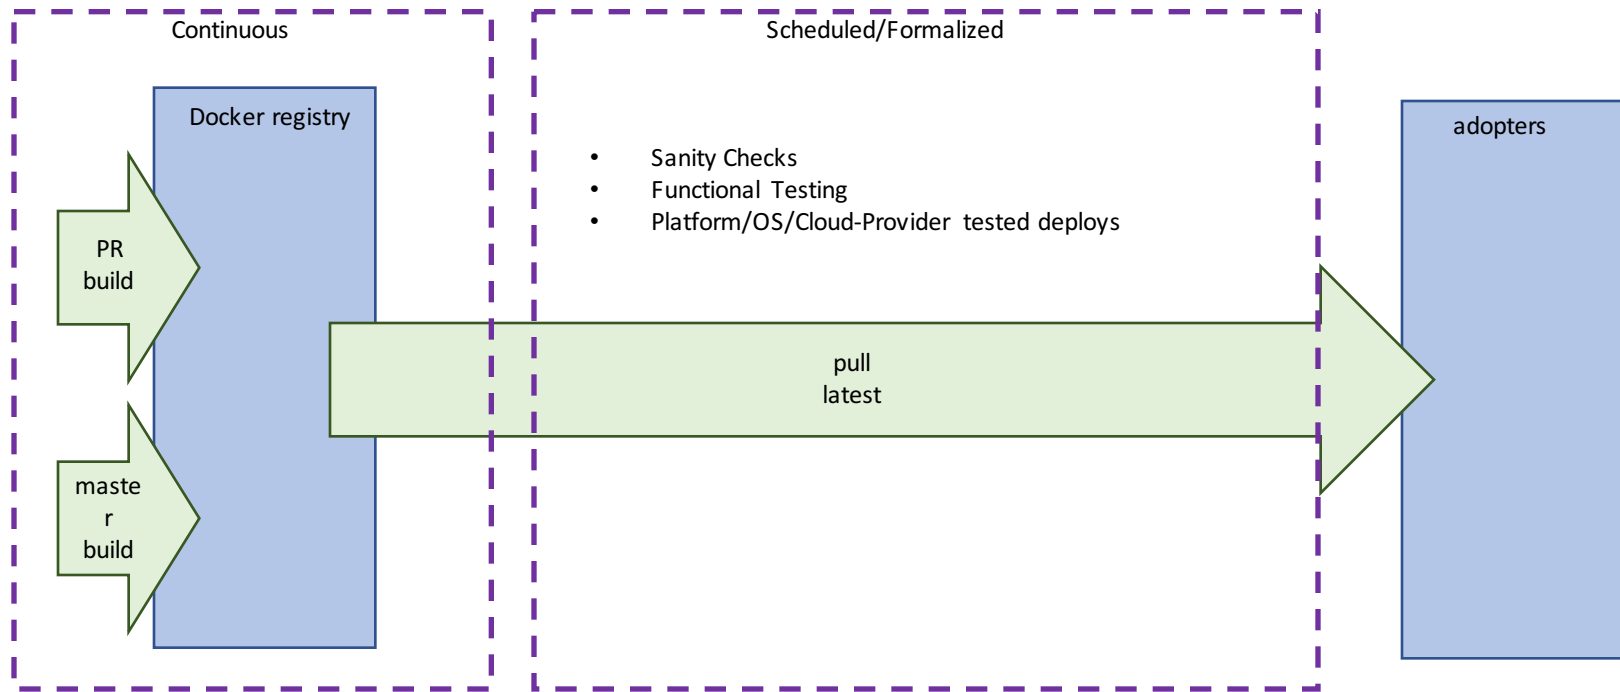 Continuous
Scheduled/Formalized
Docker registry
adopters
• Sanity Checks
• Functional Testing
• Platform/OS/Cloud-Provider tested deploys
PR
build
pull
latest
maste
r
build